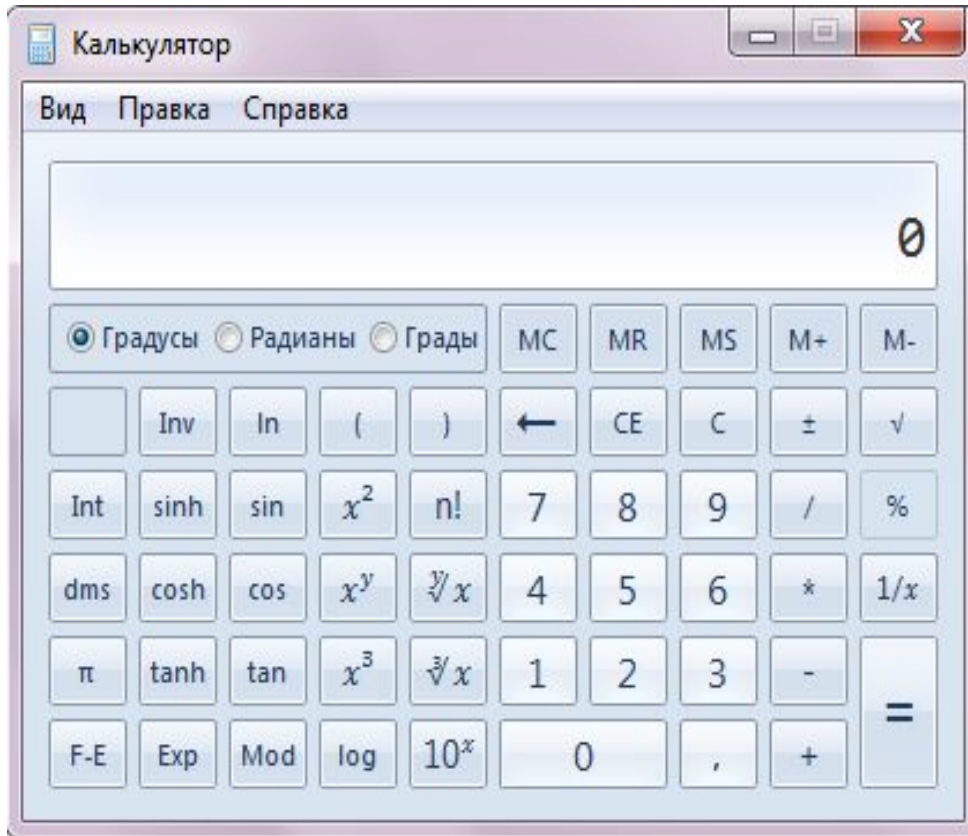 Калькулятор
Вид Правка Справка
0
Градусы Радианы Грады MC MR MS M+ M-
Inv ln ( ) ← CE C ± √
Int sinh sin x² n! 7 8 9 / %
dms cosh cos xʸ ʸ√x 4 5 6 * 1/x
π tanh tan x³ ³√x 1 2 3 - =
F-E Exp Mod log 10ˣ 0 , +